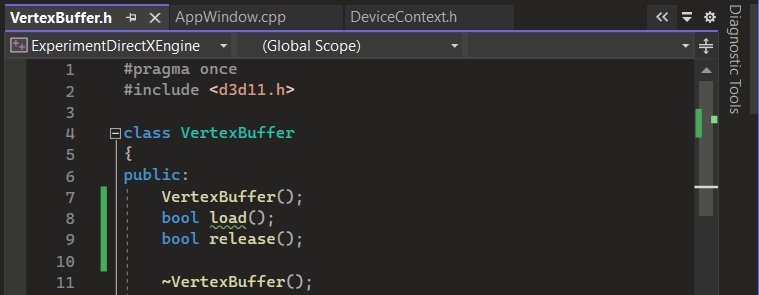 VertexBuffer.h AppWindow.cpp DeviceContext.h
Diagnostic Tools
ExperimentDirectXEngine (Global Scope)
1 #pragma once
2 #include <d3d11.h>
3
4 class VertexBuffer
5 {
6 public:
7 VertexBuffer();
8 bool load();
9 bool release();
10
11 ~VertexBuffer();